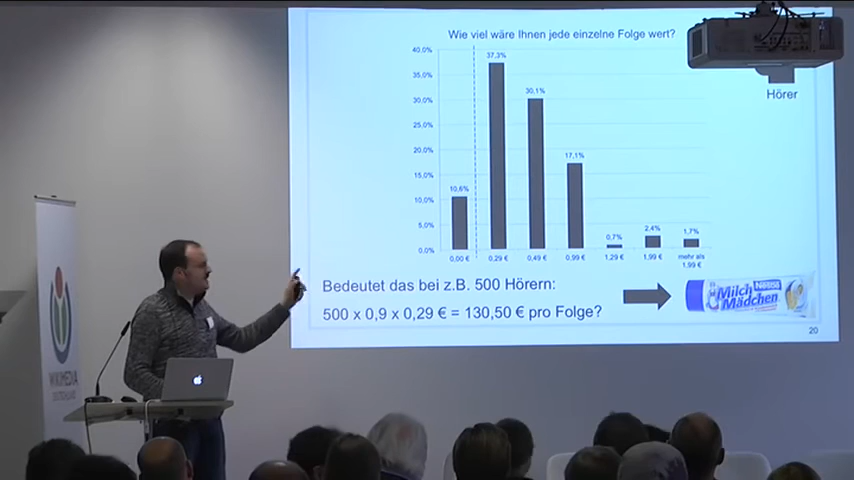 Wie viel wäre Ihnen jede einzelne Folge wert?
40,0%
35,0%
30,0%
25,0%
20,0%
15,0%
10,0%
5,0%
0,0%
10,6%
37,3%
30,1%
17,1%
0,7%
2,4%
1,7%
0,00 €
0,29 €
0,49 €
0,99 €
1,29 €
1,99 €
mehr als
1,99 €
Hörer
Bedeutet das bei z.B. 500 Hörern:
500 x 0,9 x 0,29 € = 130,50 € pro Folge?
Nestlé
Milch
Mädchen
20
WIKIMEDIA
DEUTSCHLAND